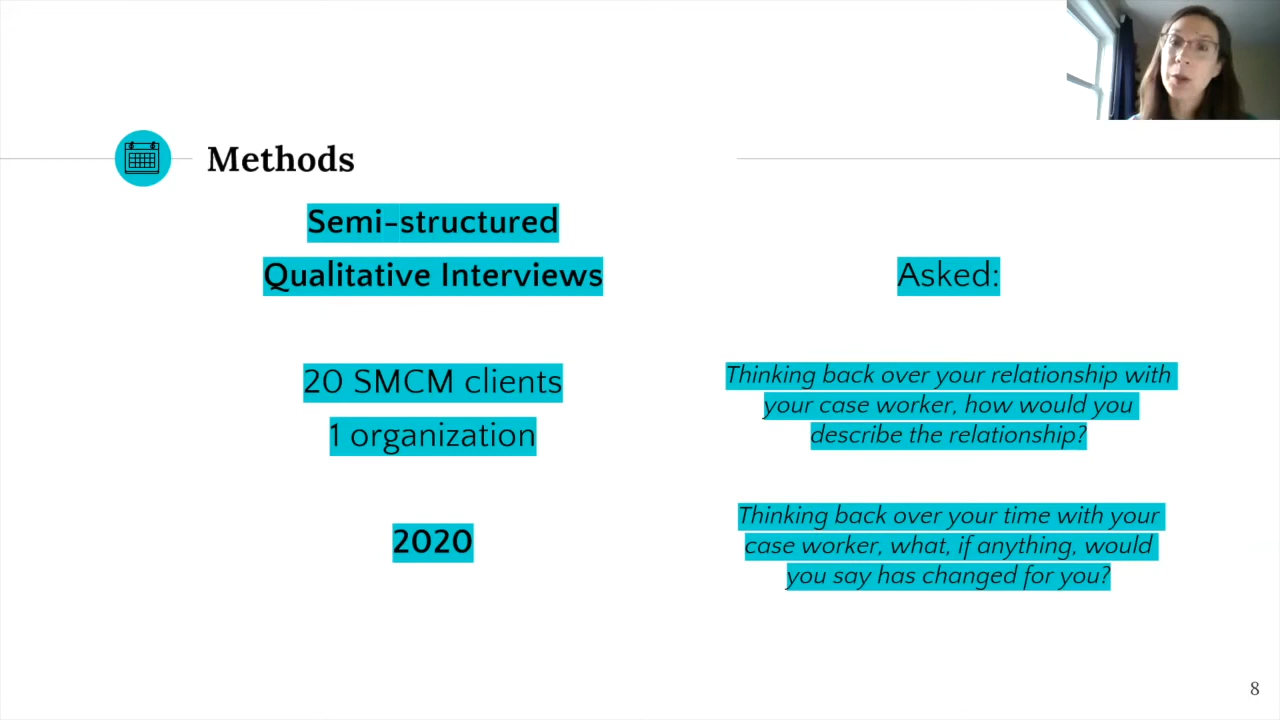 Methods
Semi-structured
Qualitative Interviews
20 SMCM clients
1 organization
2020
Asked:
Thinking back over your relationship with
your case worker, how would you
describe the relationship?
Thinking back over your time with your
case worker, what, if anything, would
you say has changed for you?
8